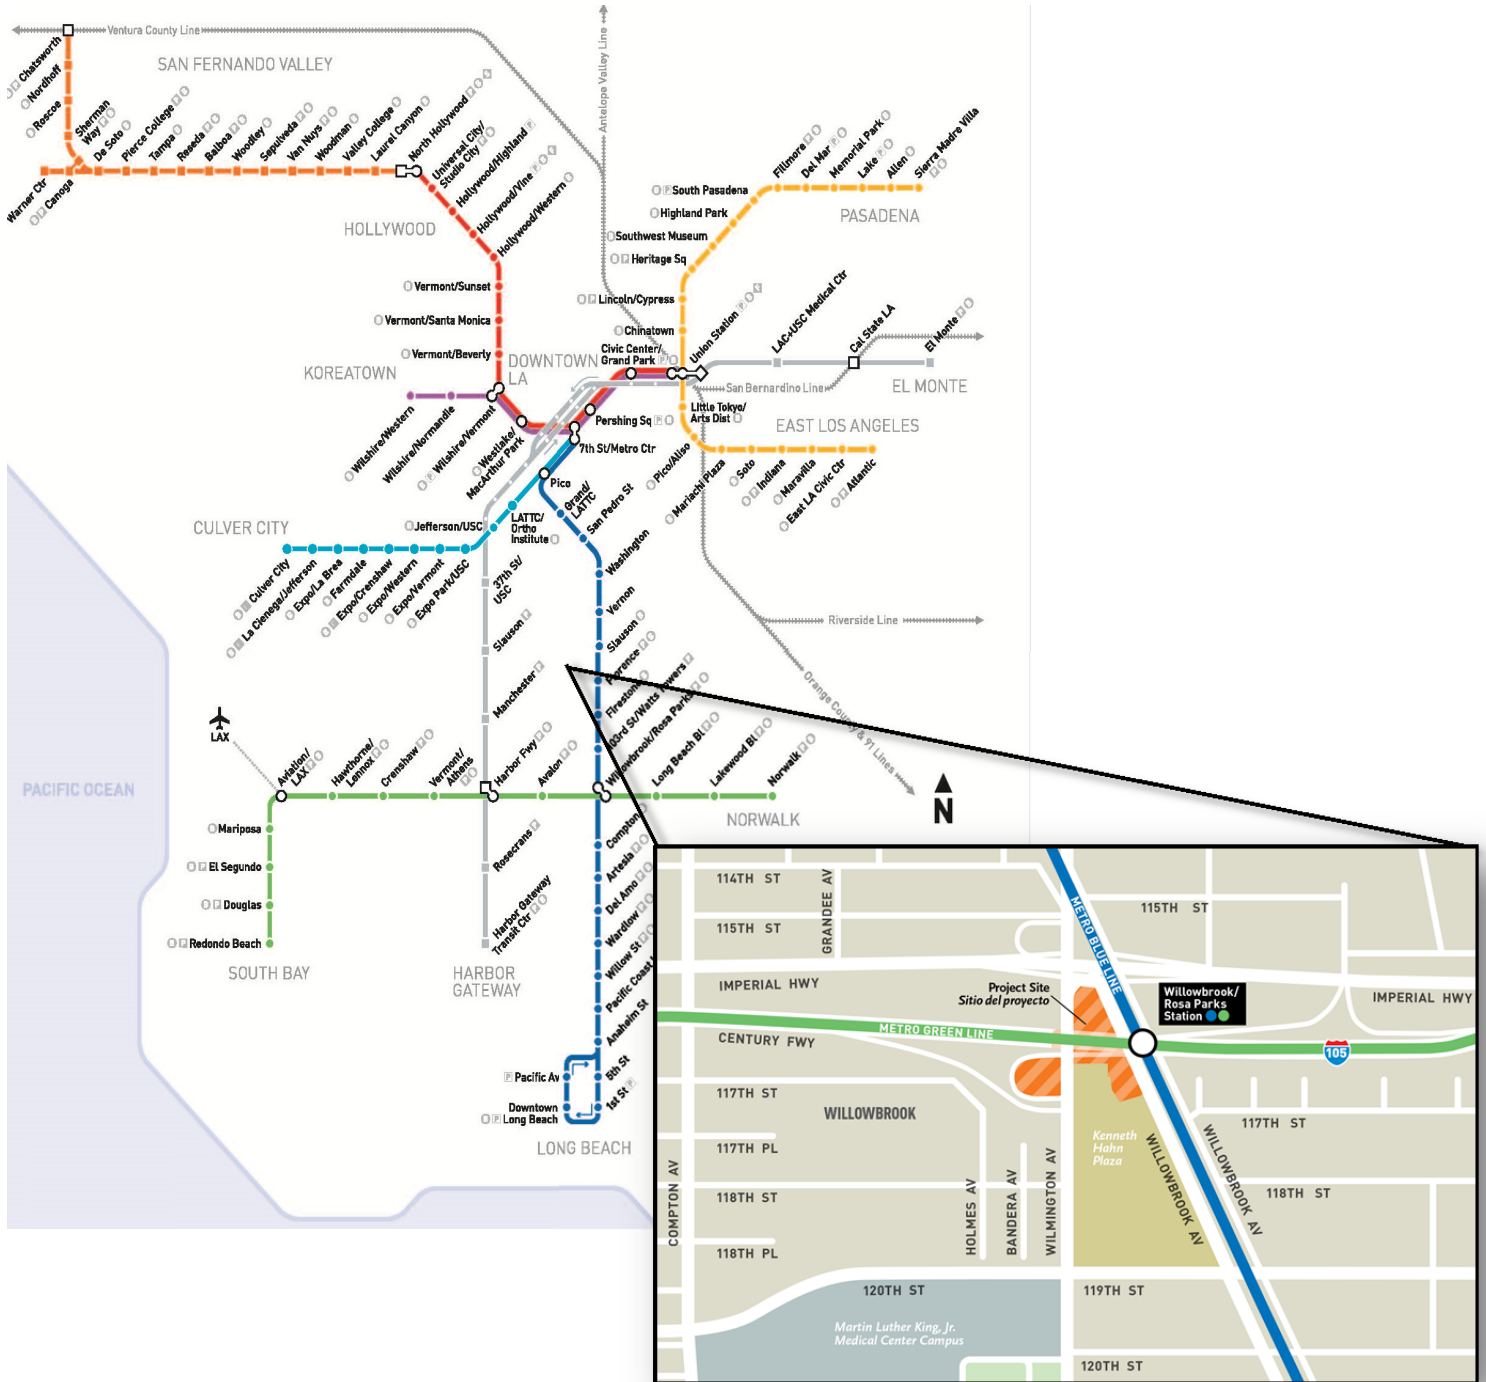 Ventura County Line
Antelope Valley Line
SAN FERNANDO VALLEY
Chatsworth
Nordhoff
Roscoe
Sherman
Way
Warner Ctr
Canoga
De Soto
Pierce College
Tampa
Reseda
Balboa
Woodley
Sepulveda
Van Nuys
Woodman
Valley College
Laurel Canyon
North Hollywood
Universal City/
Studio City
Hollywood/Highland
Hollywood/Vine
Hollywood/Western
HOLLYWOOD
Vermont/Sunset
Vermont/Santa Monica
Vermont/Beverly
KOREATOWN
DOWNTOWN
LA
Wilshire/Western
Wilshire/Normandie
Wilshire/Vermont
Westlake/
MacArthur Park
Civic Center/
Grand Park
Pershing Sq
7th St/Metro Ctr
Pico
Fillmore
Del Mar
Memorial Park
Lake
Allen
Sierra Madre Villa
PASADENA
South Pasadena
Highland Park
Southwest Museum
Heritage Sq
Lincoln/Cypress
Chinatown
Union Station
LAC+USC Medical Ctr
Cal State LA
El Monte
EL MONTE
San Bernardino Line
Little Tokyo/
Arts Dist
EAST LOS ANGELES
Pico/Aliso
Mariachi Plaza
Soto
Indiana
Maravilla
East LA Civic Ctr
Atlantic
CULVER CITY
Jefferson/USC
LATTC/
Ortho
Institute
Culver City
La Cienega/Jefferson
Expo/La Brea
Farmdale
Expo/Crenshaw
Expo/Western
Expo/Vermont
Expo Park/USC
37th St/
USC
Slauson
Manchester
Harbor Fwy
Rosecrans
Harbor Gateway
Transit Ctr
HARBOR
GATEWAY
Grand/
LATTC
San Pedro St
Washington
Vernon
Slauson
Florence
Firestone
103rd St/Watts Towers
Willowbrook/Rosa Parks
Riverside Line
Orange County & 91 Lines
LAX
Aviation/
LAX
Hawthorne/
Lennox
Crenshaw
Vermont/
Athens
Avalon
Long Beach Bl
Lakewood Bl
Norwalk
NORWALK
N
PACIFIC OCEAN
Mariposa
El Segundo
Douglas
Redondo Beach
SOUTH BAY
Compton
Artesia
Del Amo
Wardlow
Willow St
Pacific Coast
Anaheim St
5th St
1st St
Pacific Av
Downtown
Long Beach
LONG BEACH
114TH ST
GRANDEE AV
115TH ST
115TH ST
METRO BLUE LINE
IMPERIAL HWY
IMPERIAL HWY
Project Site
Sitio del proyecto
Willowbrook/
Rosa Parks
Station
METRO GREEN LINE
CENTURY FWY
105
117TH ST
117TH ST
WILLOWBROOK
Kenneth
Hahn
Plaza
WILLOWBROOK AV
WILLOWBROOK AV
117TH PL
118TH ST
118TH ST
118TH PL
COMPTON AV
HOLMES AV
BANDERA AV
WILMINGTON AV
120TH ST
119TH ST
Martin Luther King, Jr.
Medical Center Campus
120TH ST